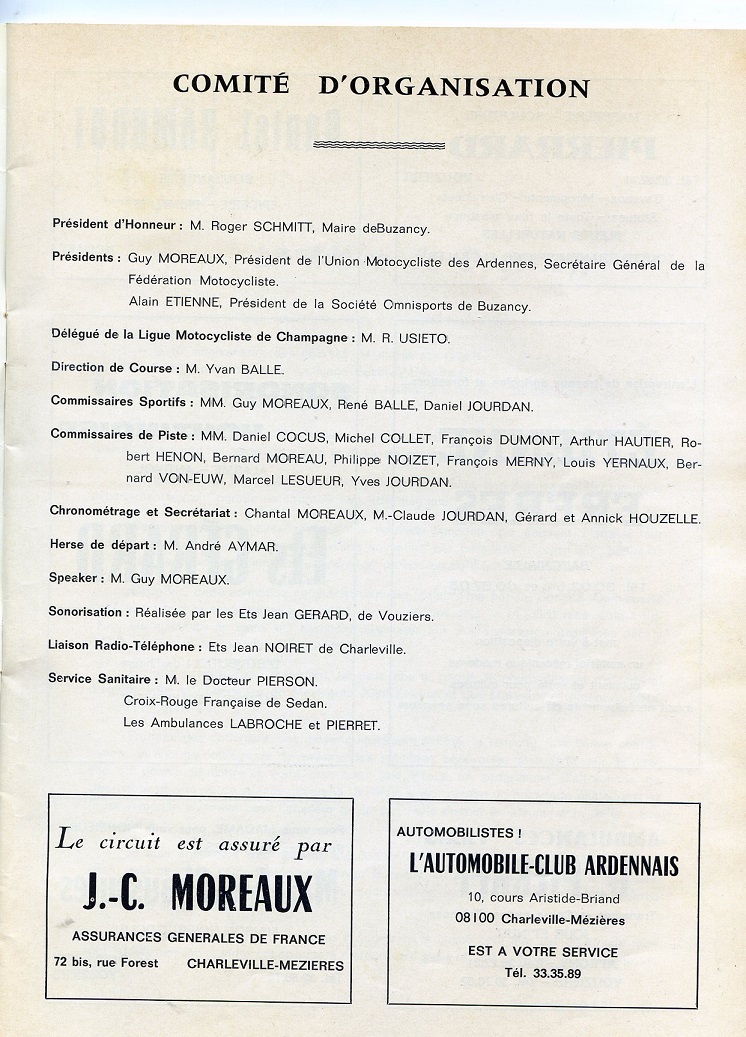 COMITÉ D'ORGANISATION
Président d'Honneur : M. Roger SCHMITT, Maire deBuzancy.
Présidents : Guy MOREAUX, Président de l'Union Motocycliste des Ardennes, Secrétaire Général de la
Fédération Motocycliste.
Alain ETIENNE, Président de la Société Omnisports de Buzancy.
Délégué de la Ligue Motocycliste de Champagne : M. R. USIETO.
Direction de Course : M. Yvan BALLE.
Commissaires Sportifs : MM. Guy MOREAUX, René BALLE, Daniel JOURDAN.
Commissaires de Piste : MM. Daniel COCUS, Michel COLLET, François DUMONT, Arthur HAUTIER, Ro-
bert HENON, Bernard MOREAU, Philippe NOIZET, François MERNY, Louis YERNAUX, Ber-
nard VON-EUW, Marcel LESUEUR, Yves JOURDAN.
Chronométrage et Secrétariat : Chantal MOREAUX, M.-Claude JOURDAN, Gérard et Annick HOUZELLE.
Herse de départ : M. André AYMAR.
Speaker : M. Guy MOREAUX.
Sonorisation : Réalisée par les Ets Jean GERARD, de Vouziers.
Liaison Radio-Téléphone : Ets Jean NOIRET de Charleville.
Service Sanitaire : M. le Docteur PIERSON.
Croix-Rouge Française de Sedan.
Les Ambulances LABROCHE et PIERRET.
Le circuit est assuré par
J.-C. MOREAUX
ASSURANCES GENERALES DE FRANCE
72 bis, rue Forest CHARLEVILLE-MEZIERES
AUTOMOBILISTES !
L'AUTOMOBILE-CLUB ARDENNAIS
10, cours Aristide-Briand
08100 Charleville-Mézières
EST A VOTRE SERVICE
Tél. 33.35.89